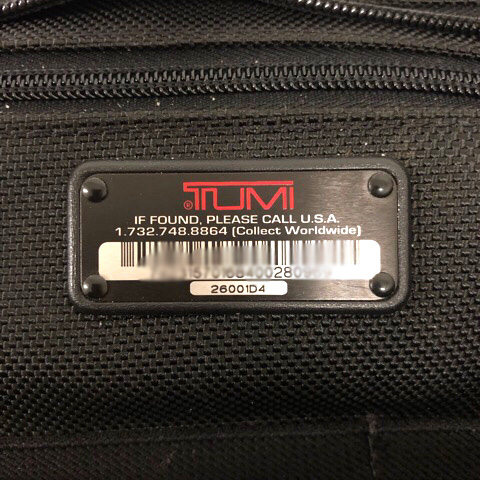 TUMI
®
IF FOUND, PLEASE CALL U.S.A.
1.732.748.8864 (Collect Worldwide)
26001D4